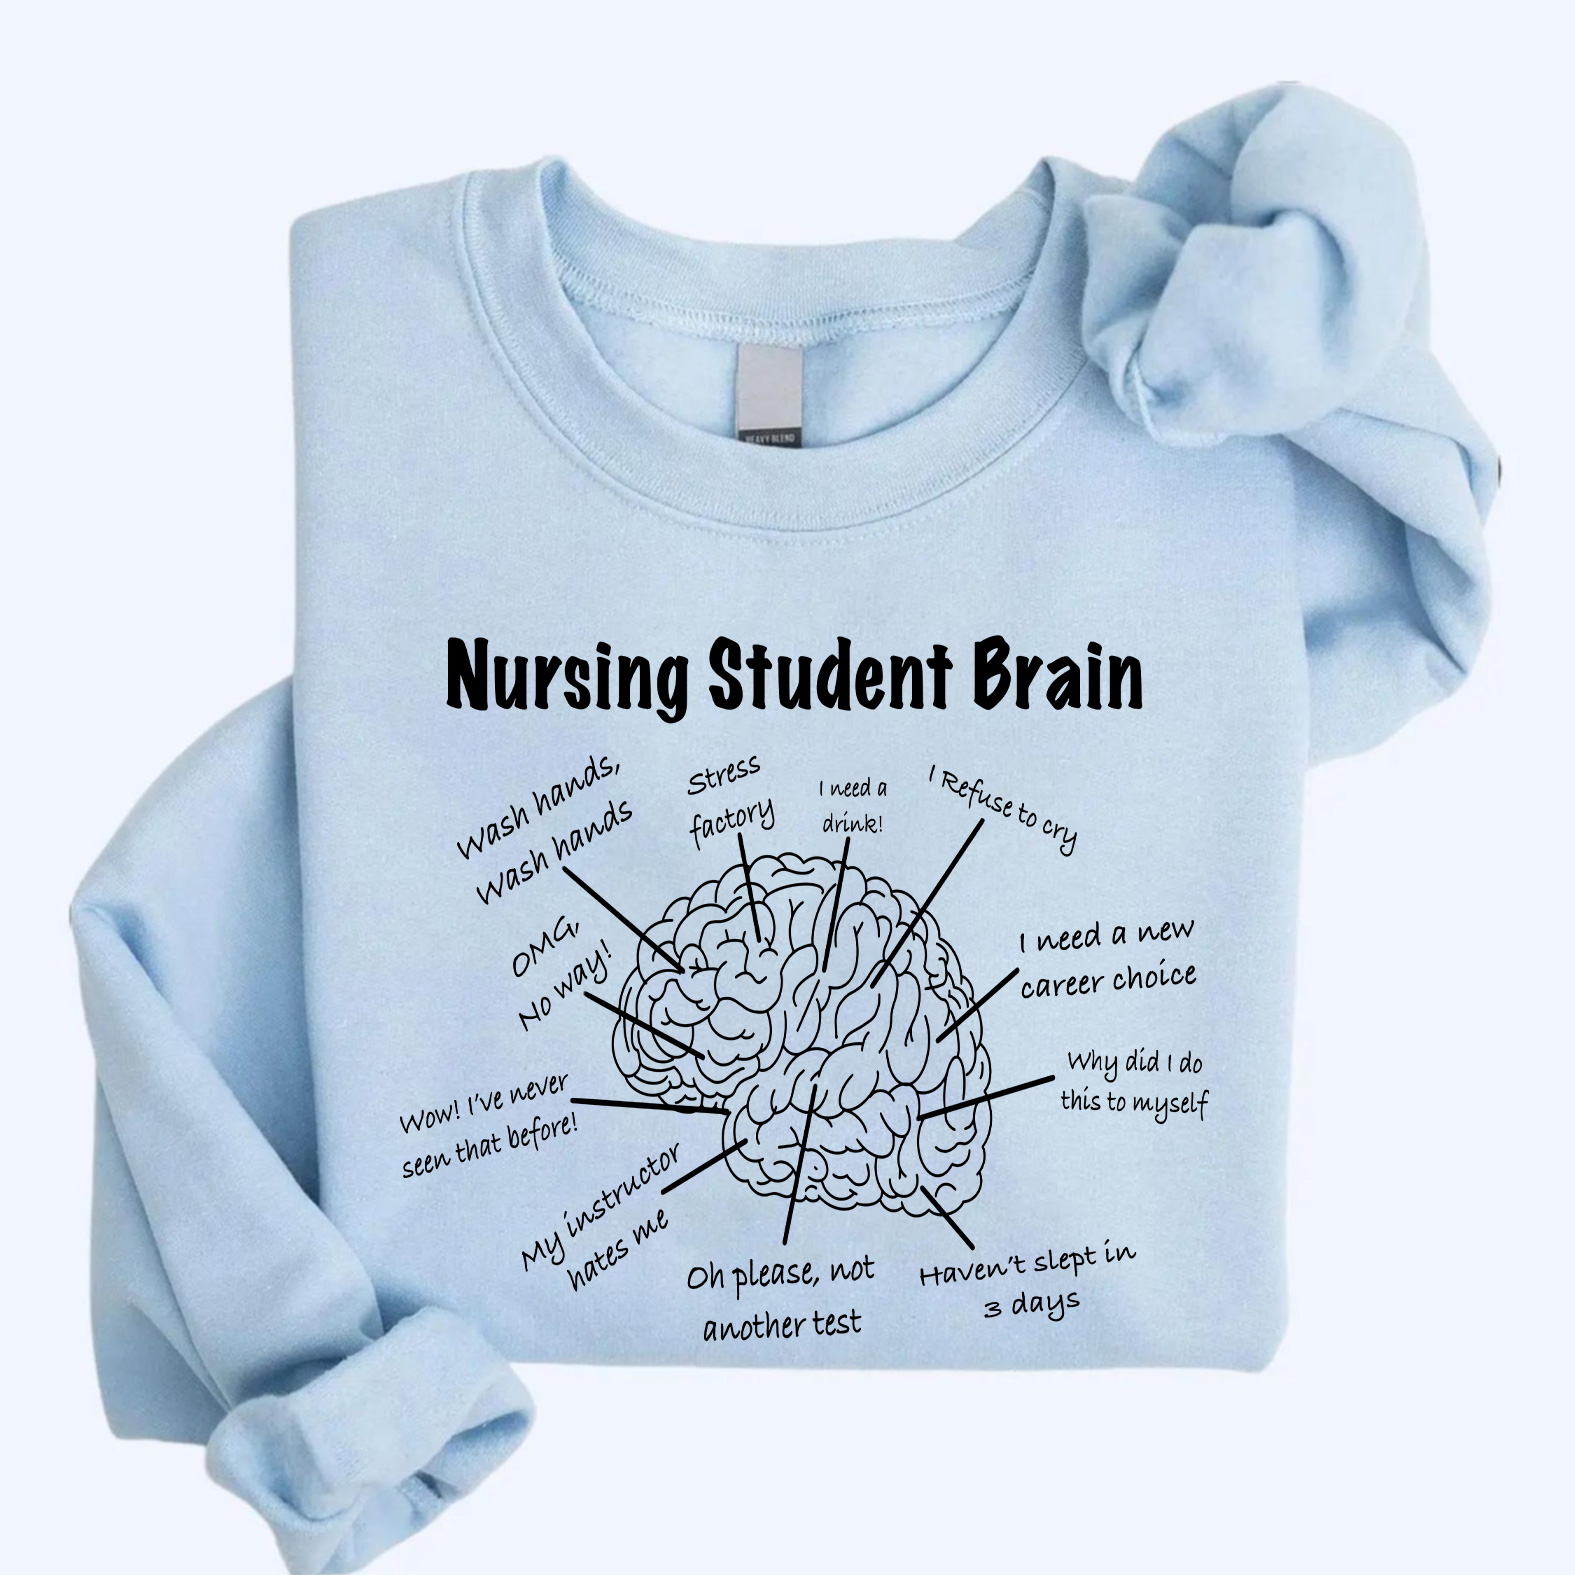 HEAVY BLEND
Nursing Student Brain
Wash hands,
wash hands
Stress
factory
I need a
drink!
I Refuse to cry
OMG,
No way!
I need a new
career choice
Wow! I've never
seen that before!
Why did I do
this to myself
My instructor
hates me
Oh please, not
another test
Haven't slept in
3 days